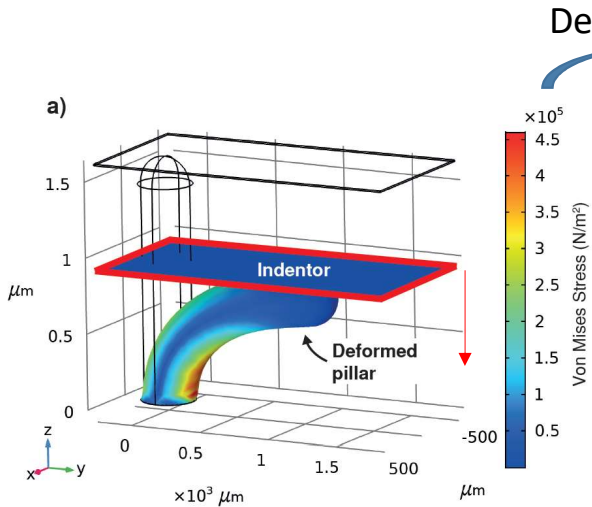 De
a)
×10⁵
4.5
4
3.5
3
2.5
2
1.5
1
0.5
Von Mises Stress (N/m²)
1.5
1
0.5
0
μm
Indentor
Deformed
pillar
0
0.5
1
1.5
500
-500
×10³ μm
μm
z
x
y